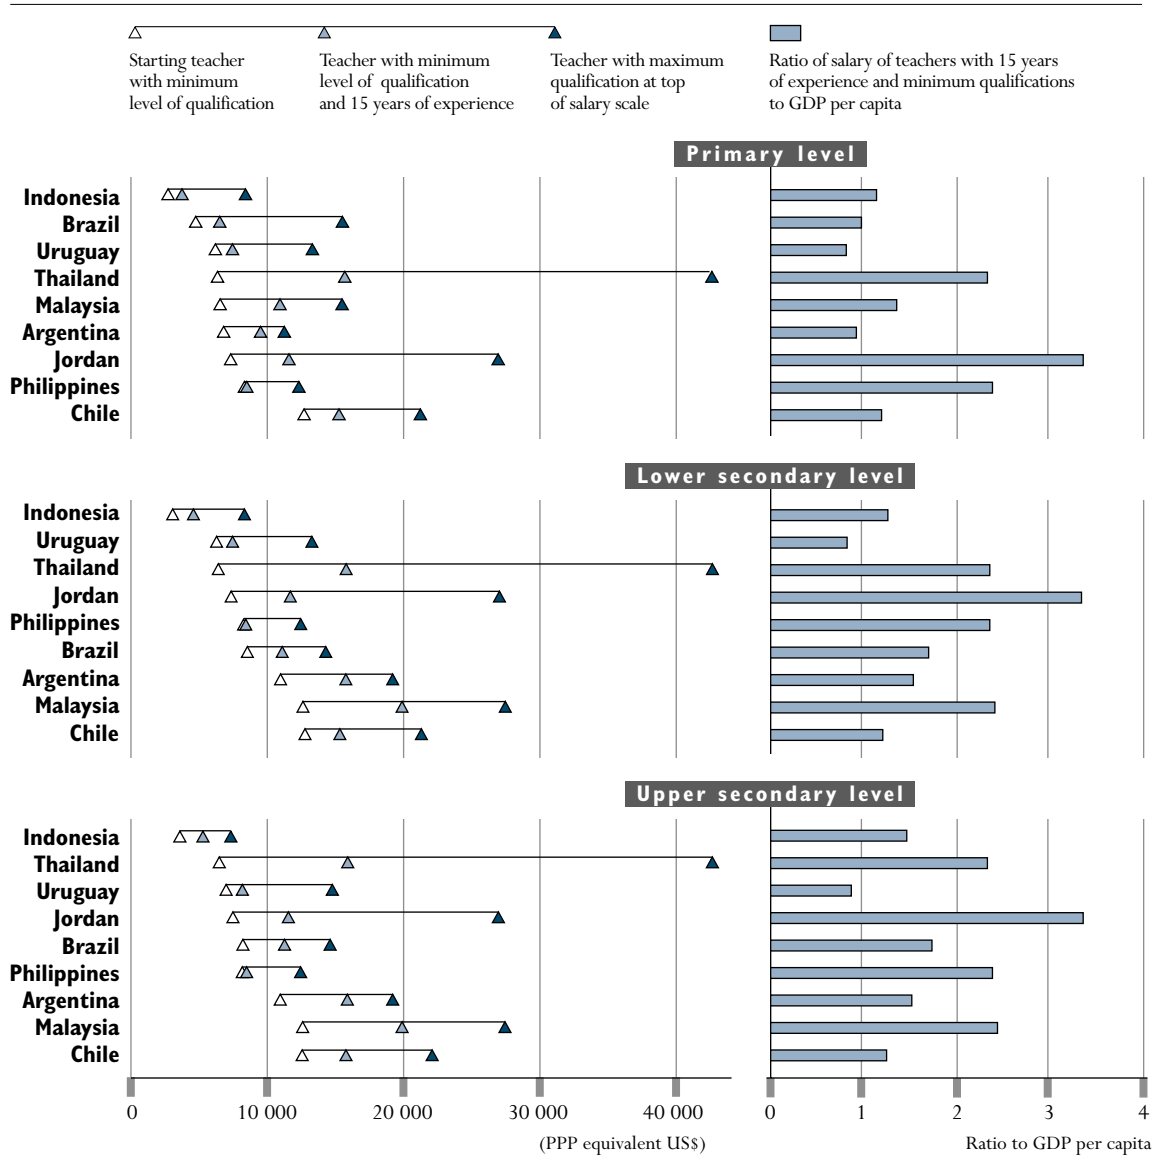 Starting teacher
with minimum
level of qualification
Teacher with minimum
level of qualification
and 15 years of experience
Teacher with maximum
qualification at top
of salary scale
Ratio of salary of teachers with 15 years
of experience and minimum qualifications
to GDP per capita
Primary level
Indonesia
Brazil
Uruguay
Thailand
Malaysia
Argentina
Jordan
Philippines
Chile
Lower secondary level
Indonesia
Uruguay
Thailand
Jordan
Philippines
Brazil
Argentina
Malaysia
Chile
Upper secondary level
Indonesia
Thailand
Uruguay
Jordan
Brazil
Philippines
Argentina
Malaysia
Chile
0 10 000 20 000 30 000 40 000
(PPP equivalent US$)
0 1 2 3 4
Ratio to GDP per capita